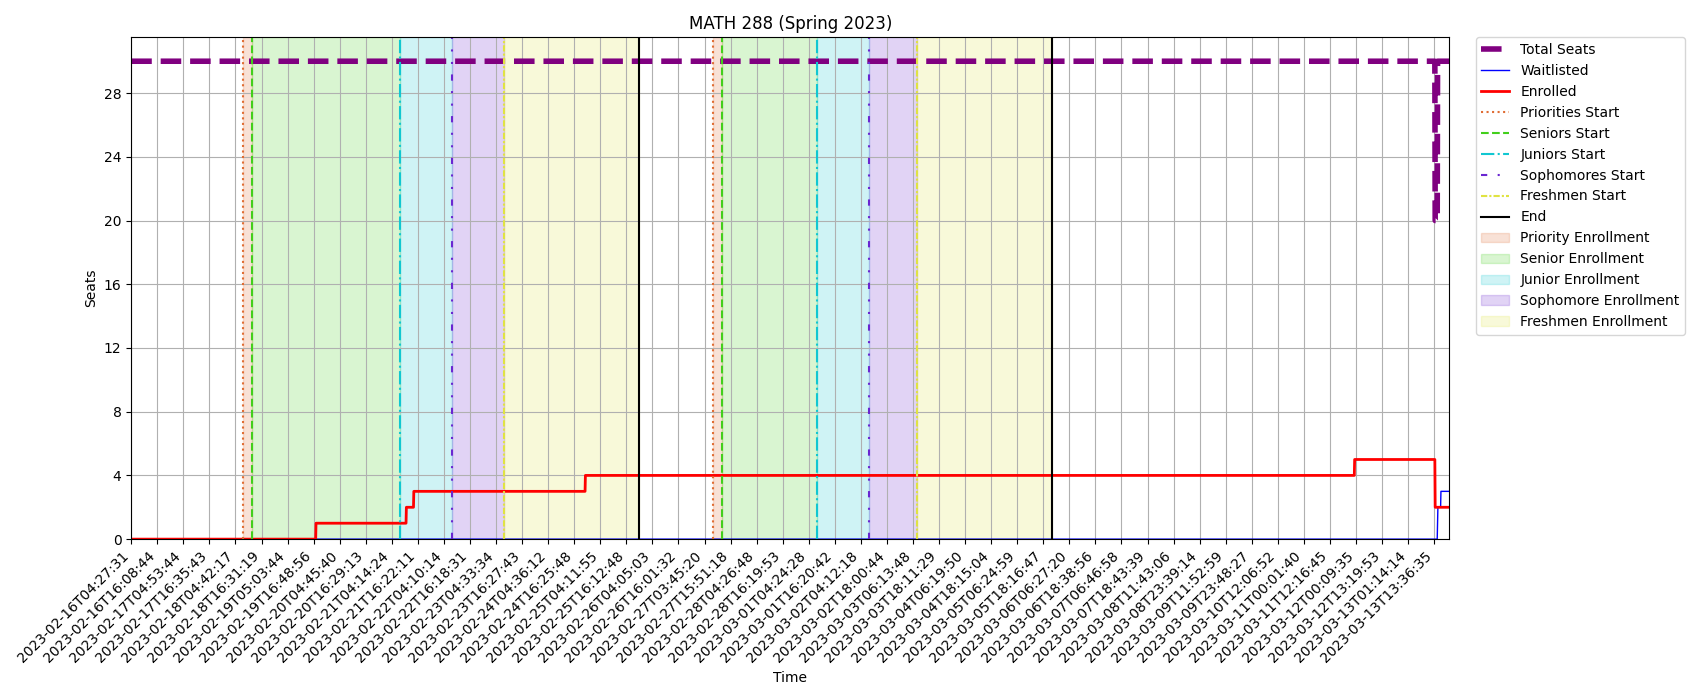 MATH 288 (Spring 2023)
Seats
28
24
20
16
12
8
4
0
2023-02-16T04:27:31
2023-02-16T16:08:44
2023-02-17T04:53:44
2023-02-17T16:35:43
2023-02-18T04:42:17
2023-02-18T16:31:19
2023-02-19T05:03:44
2023-02-19T16:48:56
2023-02-20T04:45:40
2023-02-20T16:29:13
2023-02-21T04:14:24
2023-02-21T16:22:11
2023-02-22T04:10:14
2023-02-22T16:18:31
2023-02-23T04:33:34
2023-02-23T16:27:43
2023-02-24T04:36:12
2023-02-24T16:25:48
2023-02-25T04:11:55
2023-02-25T16:12:48
2023-02-26T04:05:03
2023-02-26T16:01:32
2023-02-27T03:45:20
2023-02-27T15:51:18
2023-02-28T04:26:48
2023-02-28T16:19:53
2023-03-01T04:24:28
2023-03-01T16:20:42
2023-03-02T04:12:18
2023-03-02T18:00:44
2023-03-03T06:13:48
2023-03-03T18:11:29
2023-03-04T06:19:50
2023-03-04T18:15:04
2023-03-05T06:24:59
2023-03-05T18:16:47
2023-03-06T06:27:20
2023-03-06T18:38:56
2023-03-07T06:46:58
2023-03-07T18:43:39
2023-03-08T11:43:06
2023-03-08T23:39:14
2023-03-09T11:52:59
2023-03-09T23:48:27
2023-03-10T12:06:52
2023-03-11T00:01:40
2023-03-11T12:16:45
2023-03-12T00:09:35
2023-03-12T13:19:53
2023-03-13T01:14:14
2023-03-13T13:36:35
Time
Total Seats
Waitlisted
Enrolled
Priorities Start
Seniors Start
Juniors Start
Sophomores Start
Freshmen Start
End
Priority Enrollment
Senior Enrollment
Junior Enrollment
Sophomore Enrollment
Freshmen Enrollment